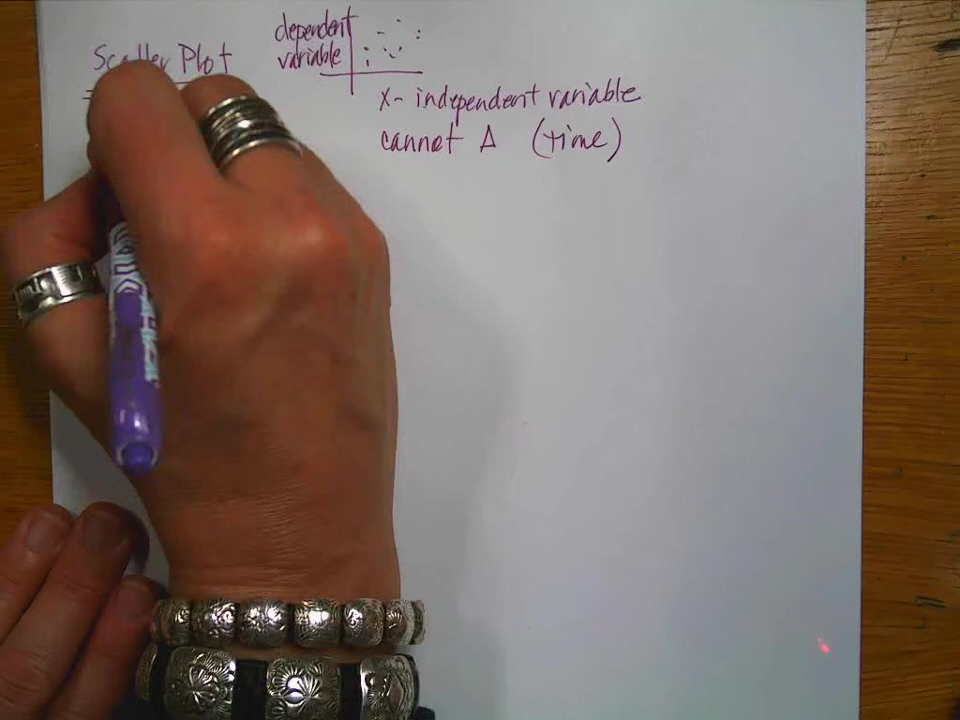 Scatter Plot
dependent
variable
x- independent variable
cannot Δ (time)